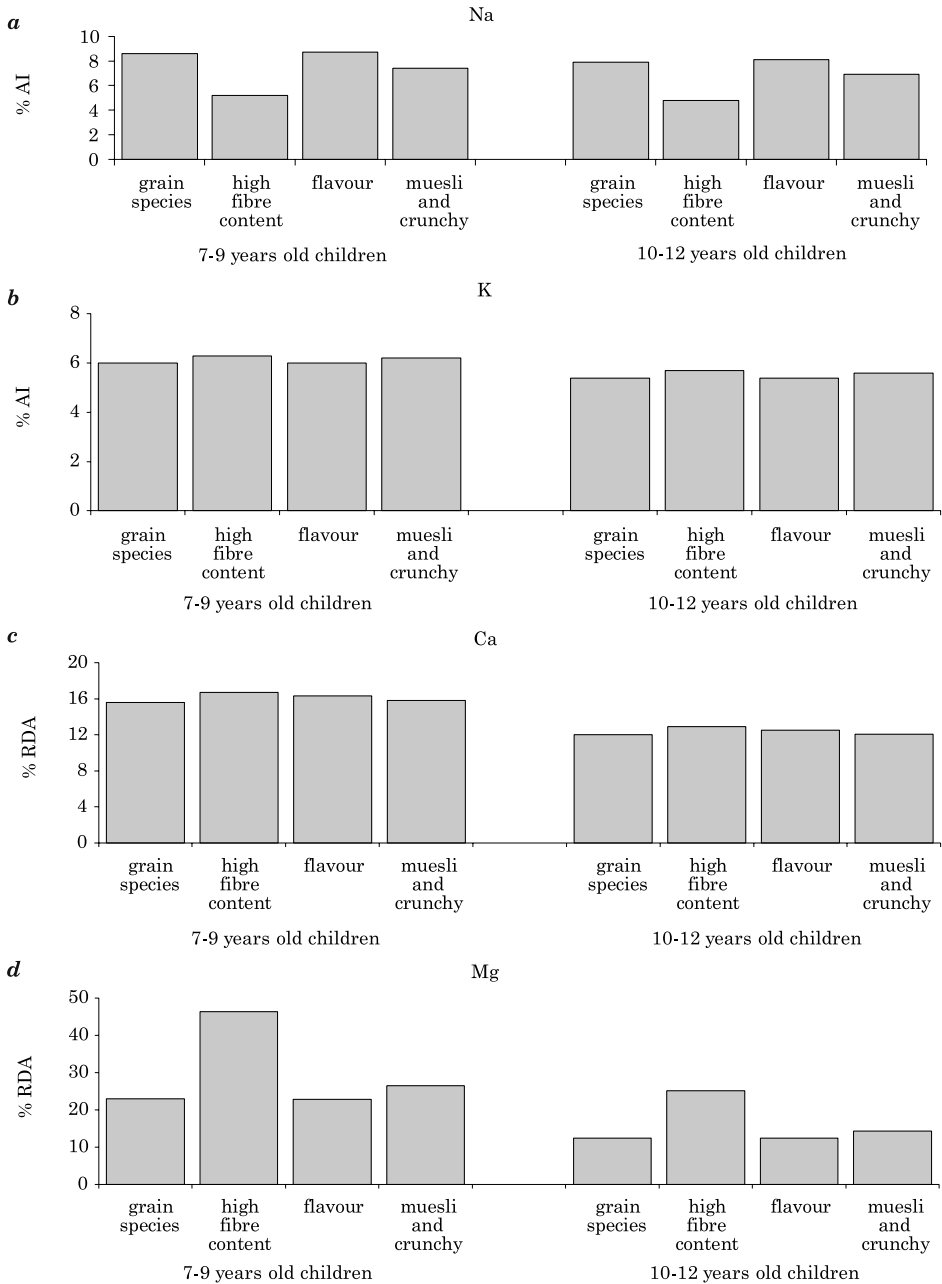 a
Na
% AI
10
8
6
4
2
0
grain species
high fibre content
flavour
muesli and crunchy
grain species
high fibre content
flavour
muesli and crunchy
7-9 years old children
10-12 years old children
b
K
% AI
8
6
4
2
0
grain species
high fibre content
flavour
muesli and crunchy
grain species
high fibre content
flavour
muesli and crunchy
7-9 years old children
10-12 years old children
c
Ca
% RDA
20
16
12
8
4
0
grain species
high fibre content
flavour
muesli and crunchy
grain species
high fibre content
flavour
muesli and crunchy
7-9 years old children
10-12 years old children
d
Mg
% RDA
50
40
30
20
10
0
grain species
high fibre content
flavour
muesli and crunchy
grain species
high fibre content
flavour
muesli and crunchy
7-9 years old children
10-12 years old children